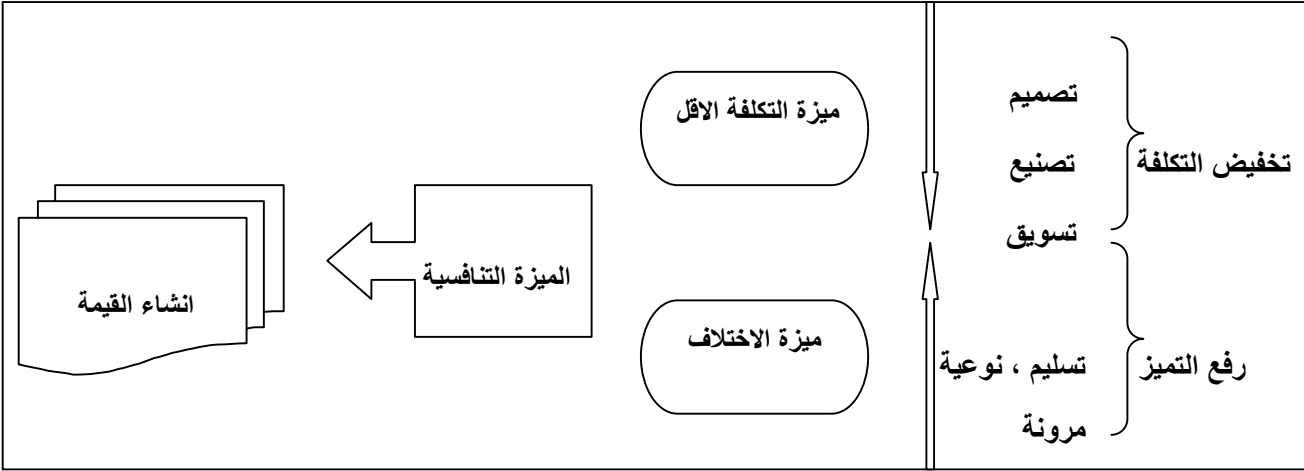 تخفيض التكلفة
تصميم
تصنيع
تسويق
رفع التميز
تسليم ، نوعية
مرونة
ميزة التكلفة الاقل
ميزة الاختلاف
الميزة التنافسية
انشاء القيمة